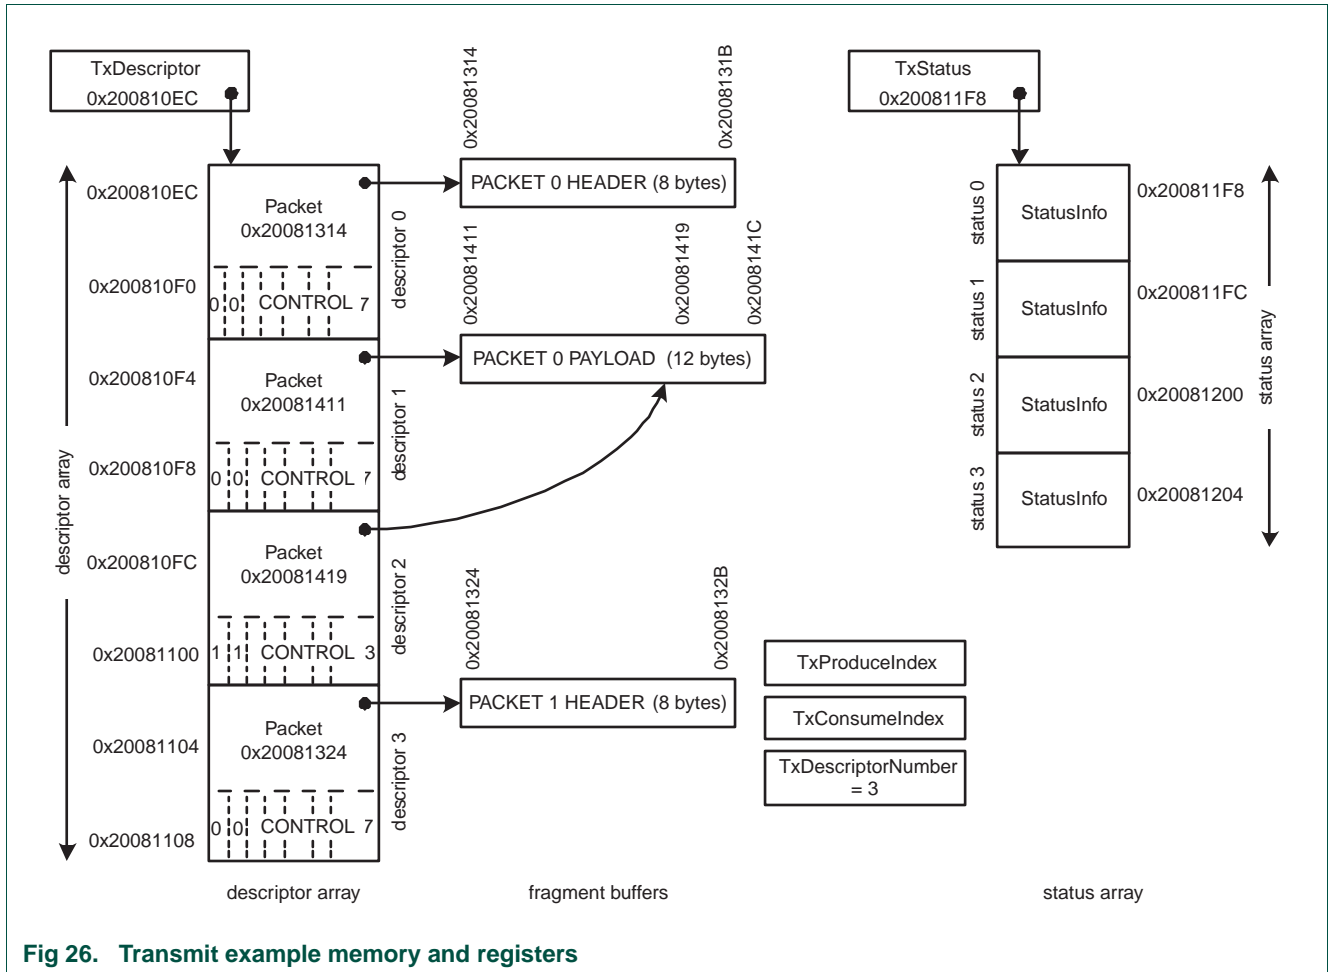 TxDescriptor
0x200810EC
TxStatus
0x200811F8
0x20081314
0x2008131B
descriptor array
0x200810EC
Packet
0x20081314
0 0 CONTROL 7
descriptor 0
0x200810F0
PACKET 0 HEADER (8 bytes)
0x20081411
0x20081419
0x2008141C
0x200810F4
Packet
0x20081411
0 0 CONTROL 7
descriptor 1
0x200810F8
PACKET 0 PAYLOAD (12 bytes)
0x200810FC
Packet
0x20081419
1 1 CONTROL 3
descriptor 2
0x20081100
0x20081324
0x2008132B
0x20081104
Packet
0x20081324
0 0 CONTROL 7
descriptor 3
0x20081108
PACKET 1 HEADER (8 bytes)
TxProduceIndex
TxConsumeIndex
TxDescriptorNumber
= 3
status 0
StatusInfo
0x200811F8
status 1
StatusInfo
0x200811FC
status 2
StatusInfo
0x20081200
status 3
StatusInfo
0x20081204
status array
descriptor array
fragment buffers
status array
Fig 26. Transmit example memory and registers